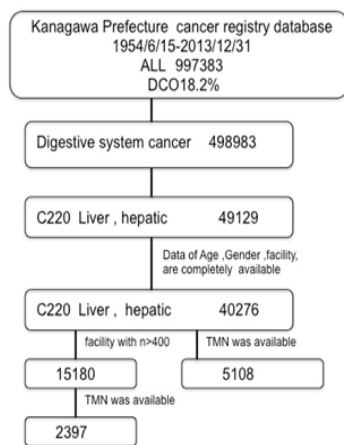 Kanagawa Prefecture cancer registry database
1954/6/15-2013/12/31
ALL 997383
DCO18.2%
Digestive system cancer 498983
C220 Liver , hepatic 49129
Data of Age ,Gender ,facility,
are completely available
C220 Liver , hepatic 40276
facility with n>400 TMN was available
15180 5108
TMN was available
2397